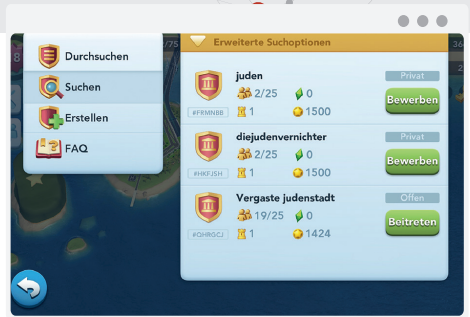 Durchsuchen
Suchen
Erstellen
FAQ
Erweiterte Suchoptionen
juden
Privat
2/25 0
Bewerben
#FRMNBB 1 1500
diejudenvernichter
Privat
2/25 0
Bewerben
#HKFJSH 1 1500
Vergaste judenstadt
Offen
19/25 0
Beitreten
#QHRGCJ 1 1424